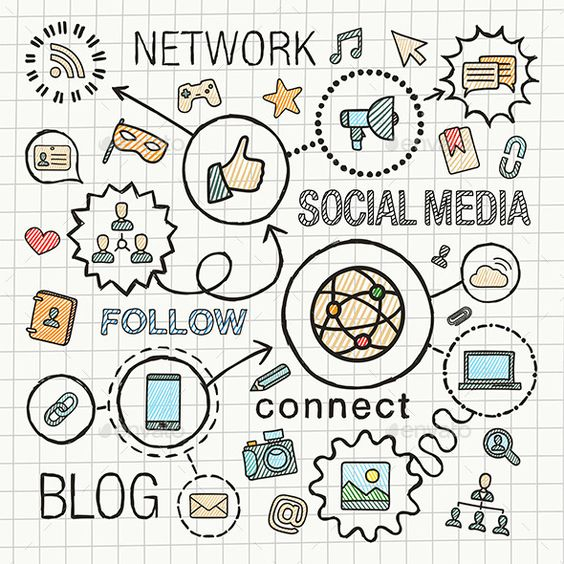 NETWORK
SOCIAL MEDIA
FOLLOW
connect
BLOG
@